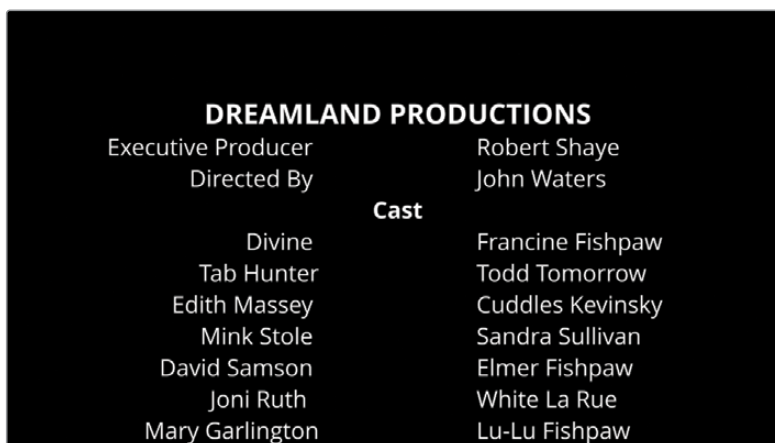 DREAMLAND PRODUCTIONS
Executive Producer Robert Shaye
Directed By John Waters
Cast
Divine Francine Fishpaw
Tab Hunter Todd Tomorrow
Edith Massey Cuddles Kevinsky
Mink Stole Sandra Sullivan
David Samson Elmer Fishpaw
Joni Ruth White La Rue
Mary Garlington Lu-Lu Fishpaw